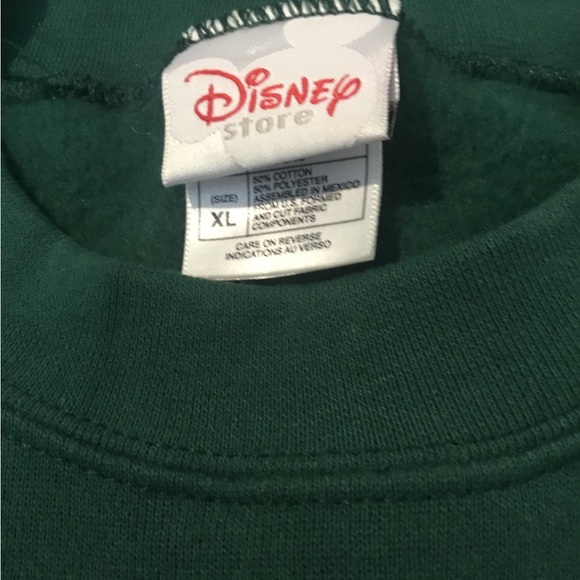 Disney
store
50% COTTON
50% POLYESTER
(SIZE) ASSEMBLED IN MEXICO
XL FROM U.S. FORMED
AND CUT FABRIC
COMPONENTS
CARE ON REVERSE
INDICATIONS AU VERSO